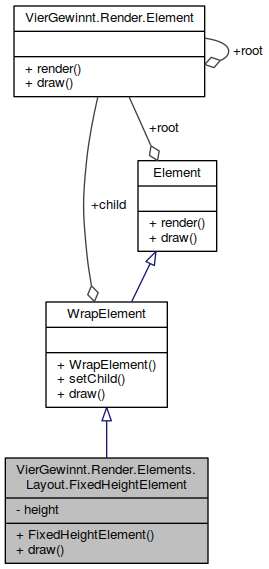 VierGewinnt.Render.Element
+ render()
+ draw()
+root
+root
Element
+ render()
+ draw()
+child
WrapElement
+ WrapElement()
+ setChild()
+ draw()
VierGewinnt.Render.Elements.
Layout.FixedHeightElement
- height
+ FixedHeightElement()
+ draw()